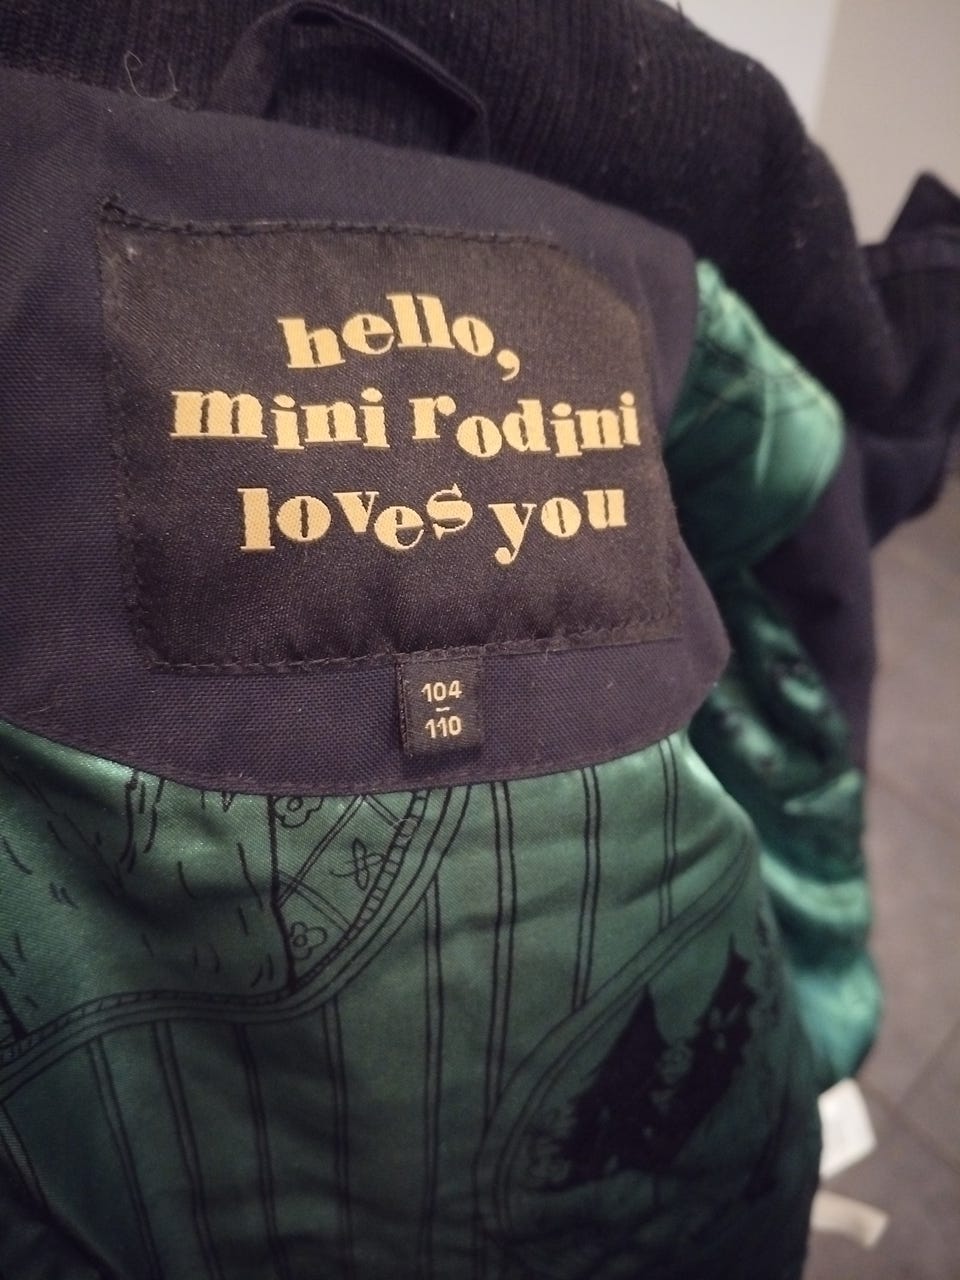 hello,
mini rodini
loves you
104
-
110